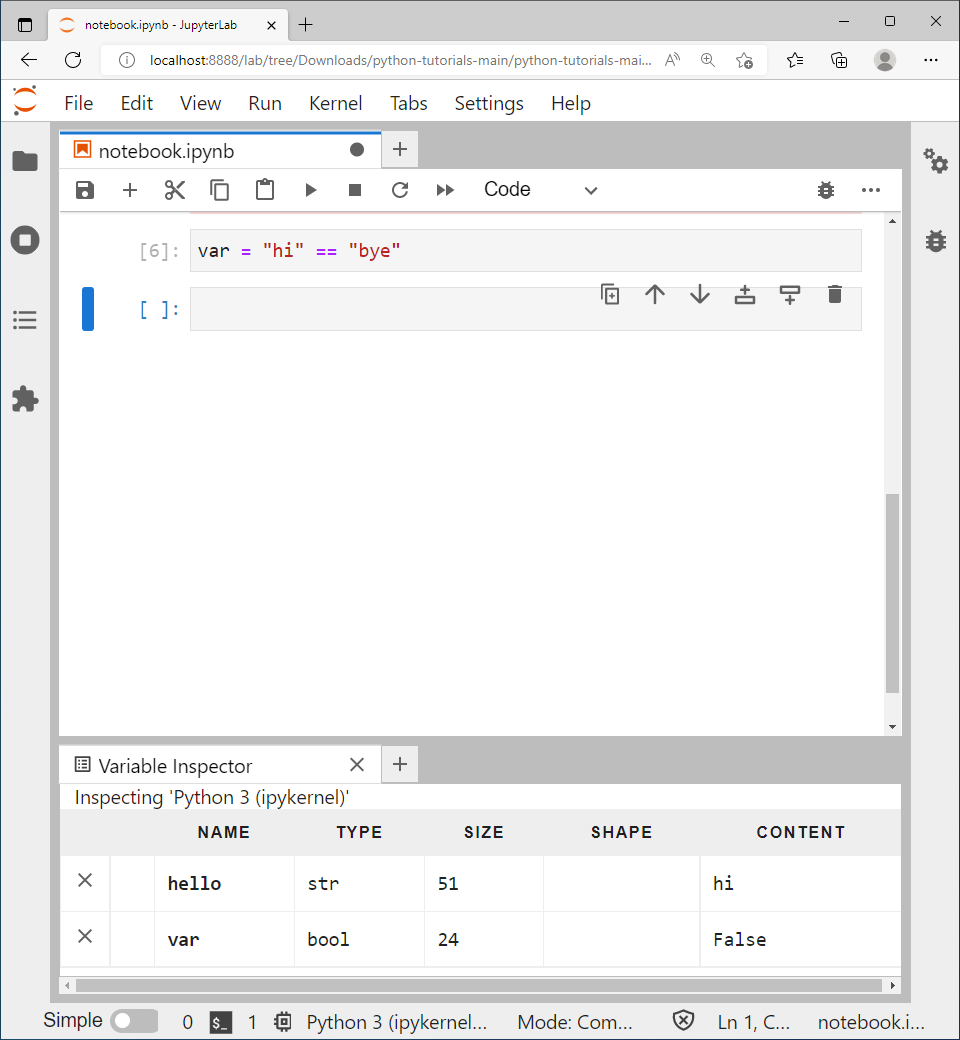 notebook.ipynb - JupyterLab
localhost:8888/lab/tree/Downloads/python-tutorials-main/python-tutorials-mai...
File Edit View Run Kernel Tabs Settings Help
notebook.ipynb
Code
[6]: var = "hi" == "bye"
[ ]:
Variable Inspector
Inspecting 'Python 3 (ipykernel)'
NAME TYPE SIZE SHAPE CONTENT
hello str 51 hi
var bool 24 False
Simple 0 $_ 1 Python 3 (ipykernel... Mode: Com... Ln 1, C... notebook.i...